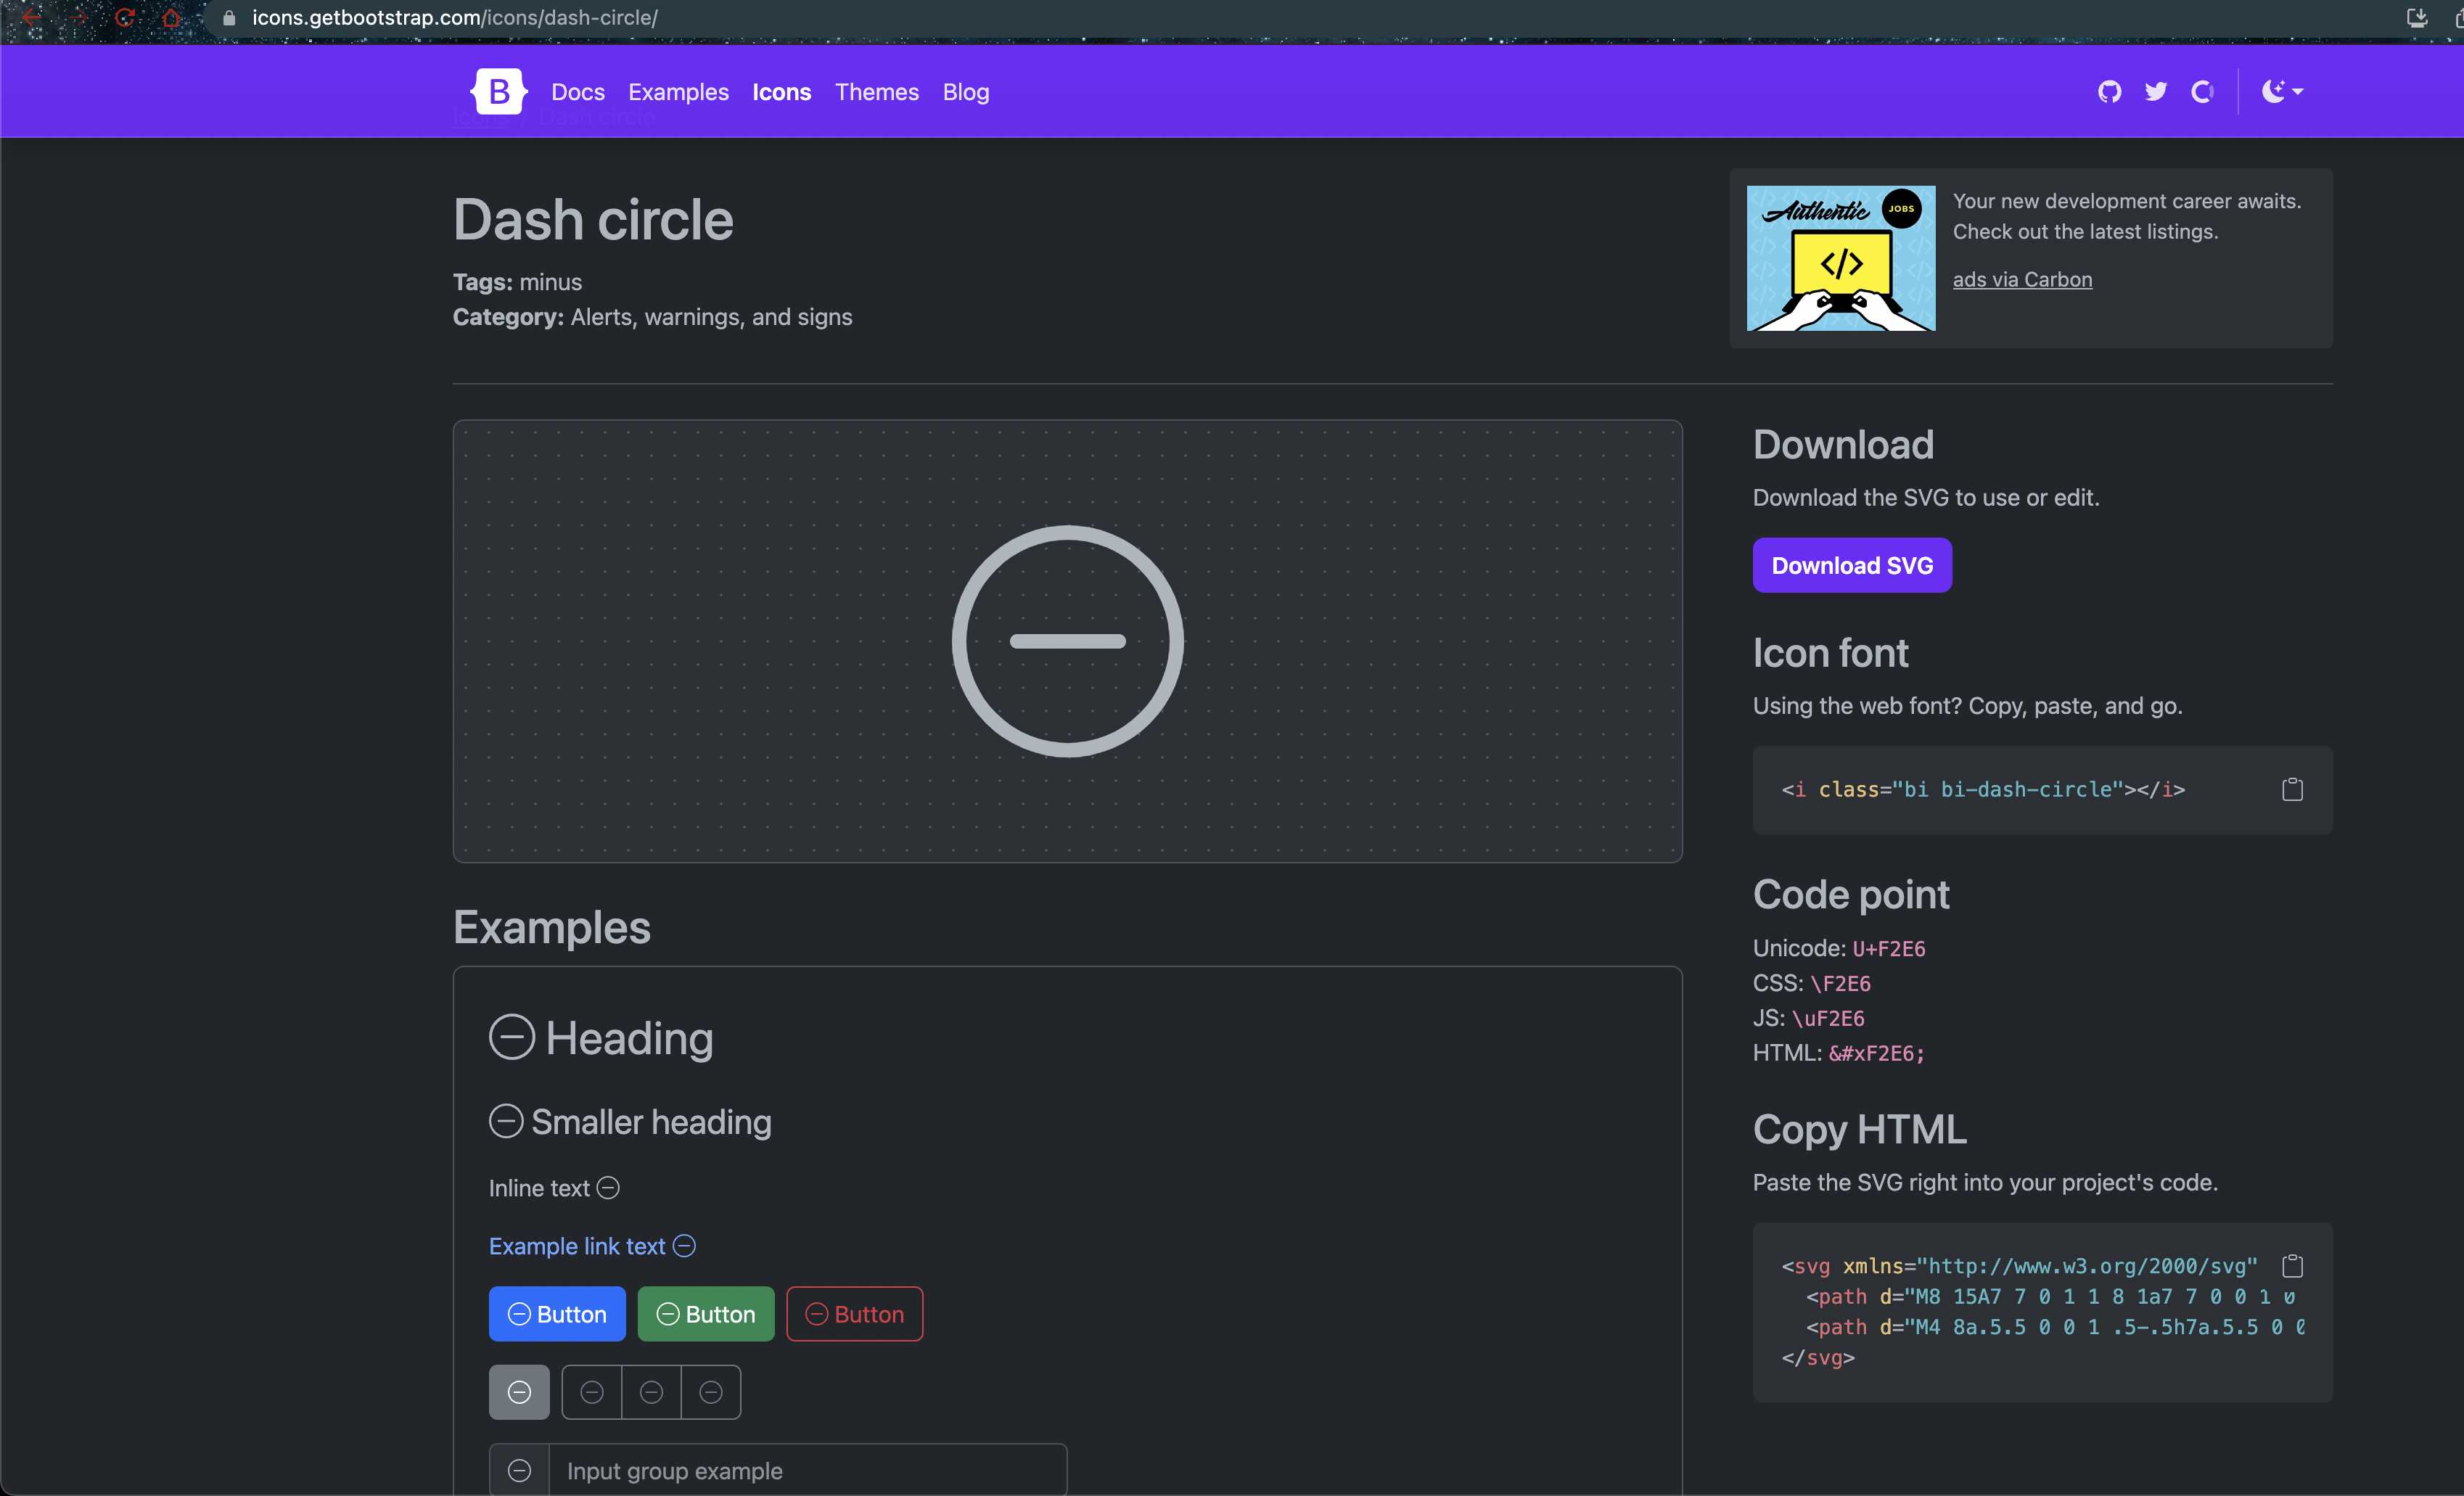 icons.getbootstrap.com/icons/dash-circle/
B Docs Examples Icons Themes Blog
Icons / Dash circle
Dash circle
Tags: minus
Category: Alerts, warnings, and signs
Authentic JOBS
</>
Your new development career awaits.
Check out the latest listings.
ads via Carbon
Download
Download the SVG to use or edit.
Download SVG
Icon font
Using the web font? Copy, paste, and go.
<i class="bi bi-dash-circle"></i>
Code point
Unicode: U+F2E6
CSS: \F2E6
JS: \uF2E6
HTML: &#xF2E6;
Copy HTML
Paste the SVG right into your project's code.
<svg xmlns="http://www.w3.org/2000/svg"
<path d="M8 15A7 7 0 1 1 8 1a7 7 0 0 1 0
<path d="M4 8a.5.5 0 0 1 .5-.5h7a.5.5 0 0
</svg>
Examples
Heading
Smaller heading
Inline text
Example link text
Button Button Button
Input group example